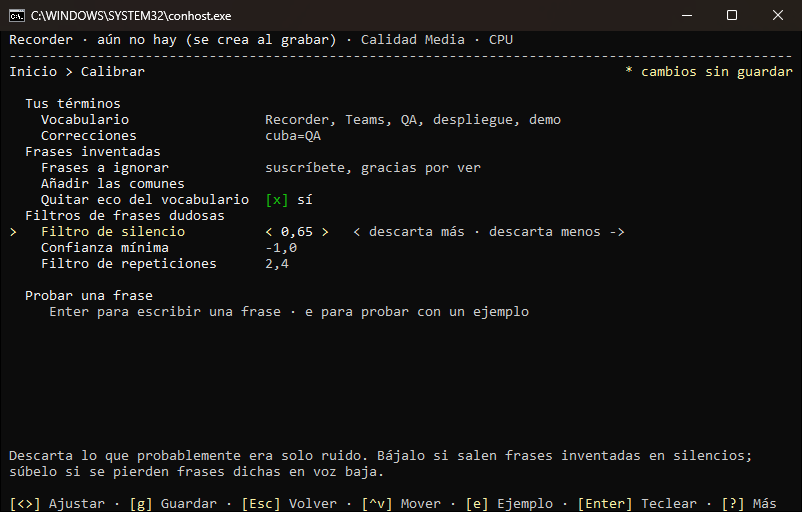 C:\WINDOWS\SYSTEM32\conhost.exe
Recorder · aún no hay (se crea al grabar) · Calidad Media · CPU
--------------------------------------------------------------------------------------------------
Inicio > Calibrar * cambios sin guardar
Tus términos
Vocabulario Recorder, Teams, QA, despliegue, demo
Correcciones cuba=QA
Frases inventadas
Frases a ignorar suscríbete, gracias por ver
Añadir las comunes
Quitar eco del vocabulario [x] sí
Filtros de frases dudosas
> Filtro de silencio < 0,65 > < descarta más · descarta menos ->
Confianza mínima -1,0
Filtro de repeticiones 2,4
Probar una frase
Enter para escribir una frase · e para probar con un ejemplo
Descarta lo que probablemente era solo ruido. Bájalo si salen frases inventadas en silencios;
súbelo si se pierden frases dichas en voz baja.
[<>] Ajustar · [g] Guardar · [Esc] Volver · [^v] Mover · [e] Ejemplo · [Enter] Teclear · [?] Más